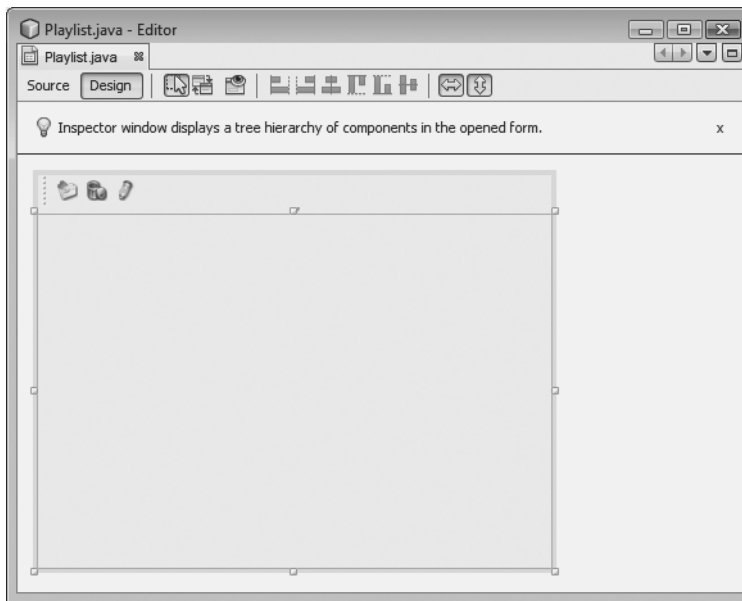 Playlist.java - Editor
Playlist.java
Source Design
Inspector window displays a tree hierarchy of components in the opened form. x